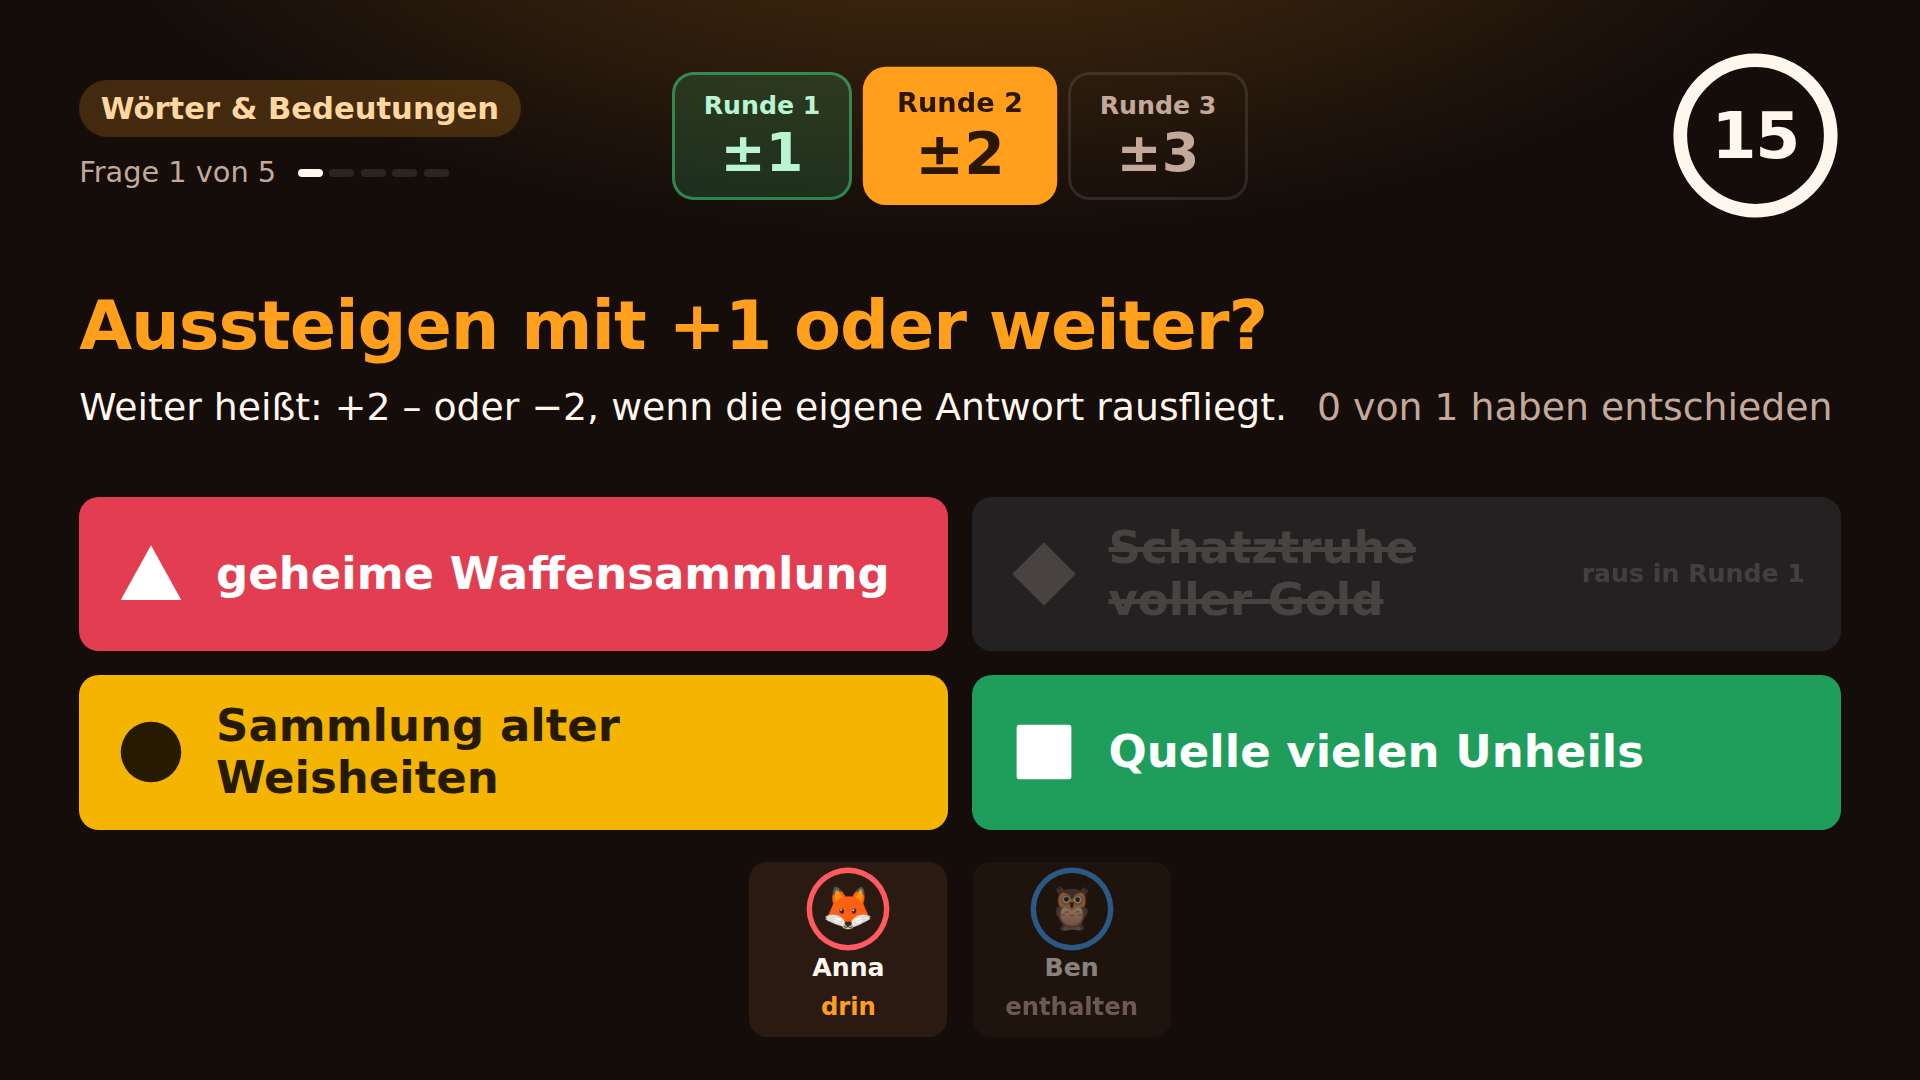 Wörter & Bedeutungen
Frage 1 von 5
Runde 1
±1
Runde 2
±2
Runde 3
±3
15
Aussteigen mit +1 oder weiter?
Weiter heißt: +2 – oder −2, wenn die eigene Antwort rausfliegt.
0 von 1 haben entschieden
geheime Waffensammlung
Schatztruhe
voller Gold
raus in Runde 1
Sammlung alter
Weisheiten
Quelle vielen Unheils
Anna
drin
Ben
enthalten